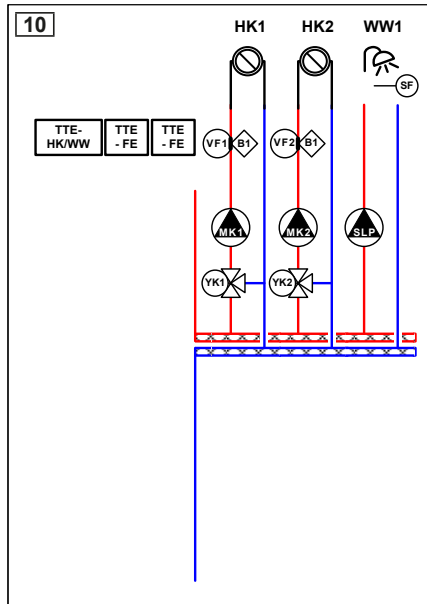 10
HK1 HK2 WW1
SF
TTE-
HK/WW
TTE
- FE
TTE
- FE
VF1 B1 VF2 B1
MK1 MK2 SLP
YK1 YK2